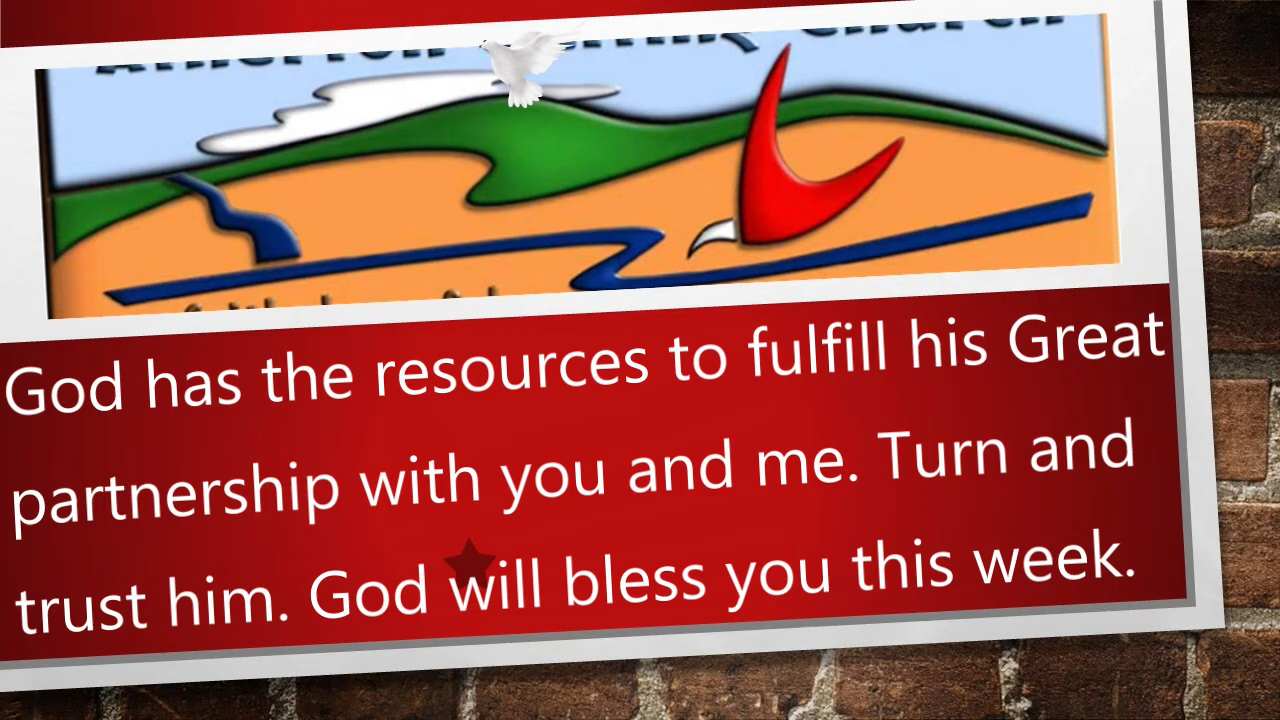 Church
God has the resources to fulfill his Great
partnership with you and me. Turn and
trust him. God will bless you this week.